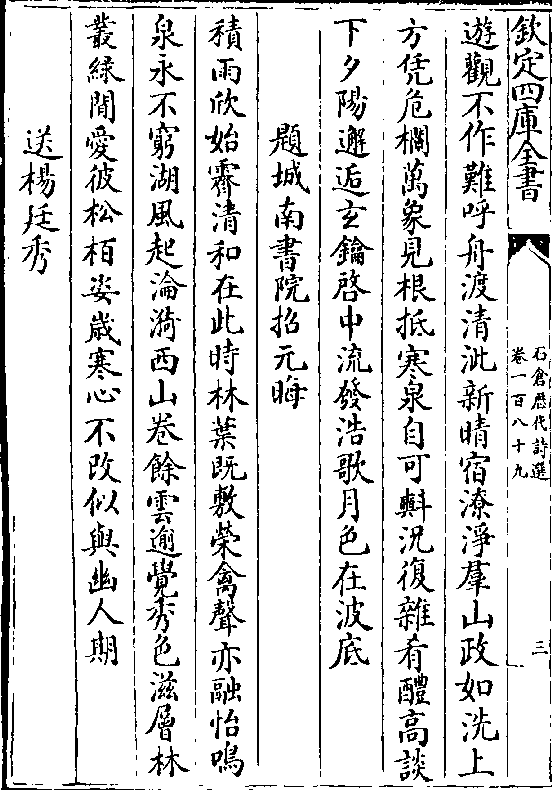 欽定四庫全書
石倉歷代詩選
卷一百八十九
三
遊觀不作難呼舟渡清泚新晴宿潦淨羣山政如洗上
方凭危欄萬象見根抵寒泉自可㪺況復雜肴醴高談
下夕陽邂逅玄鑰啓中流發浩歌月色在波底
題城南書院招元晦
積雨欣始霽清和在此時林葉既敷榮禽聲亦融怡鳴
泉永不窮湖風起淪漪西山卷餘雲逾覺秀色滋層林
叢緑間愛彼松栢姿歲寒心不改似與幽人期
送楊廷秀